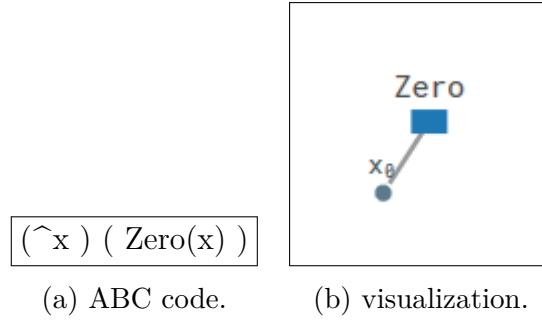 Zero
x₀
(^x ) ( Zero(x) )
(a) ABC code.
(b) visualization.